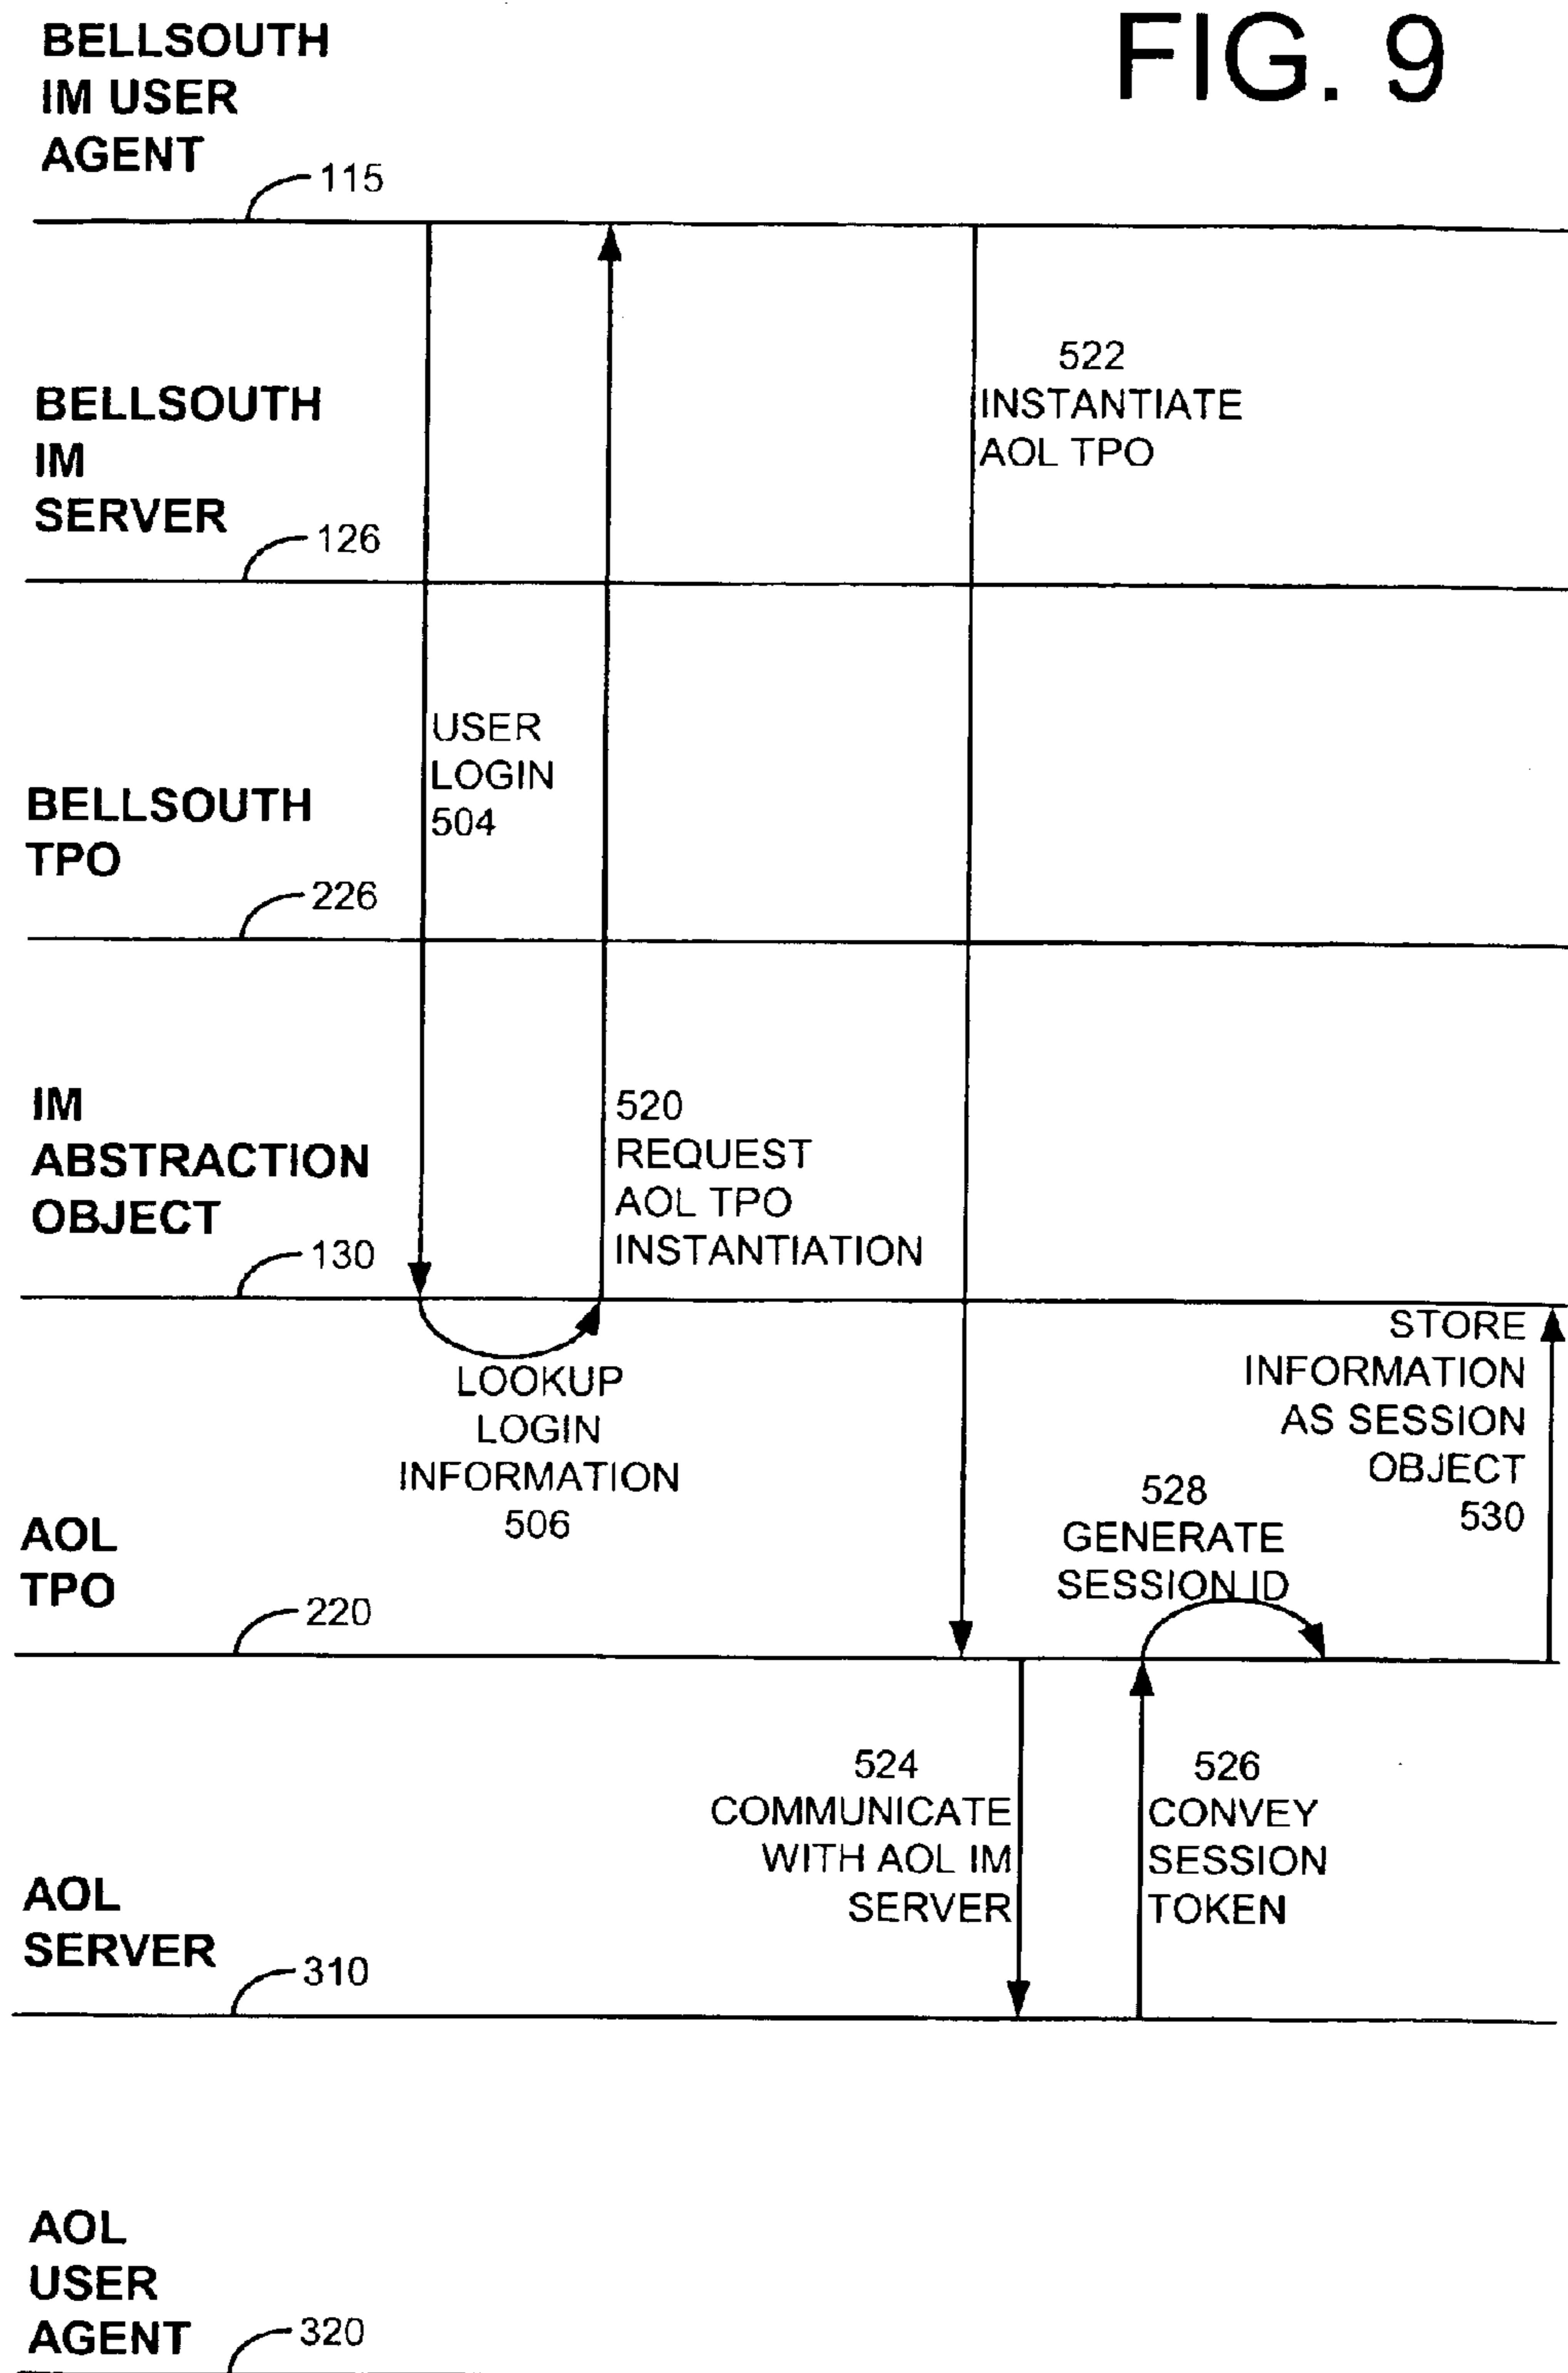 FIG. 9
BELLSOUTH
IM USER
AGENT
115
522
INSTANTIATE
AOL TPO
BELLSOUTH
IM
SERVER
126
USER
LOGIN
504
BELLSOUTH
TPO
226
IM
ABSTRACTION
OBJECT
130
520
REQUEST
AOL TPO
INSTANTIATION
LOOKUP
LOGIN
INFORMATION
506
STORE
INFORMATION
AS SESSION
OBJECT
530
528
GENERATE
SESSION ID
AOL
TPO
220
524
COMMUNICATE
WITH AOL IM
SERVER
526
CONVEY
SESSION
TOKEN
AOL
SERVER
310
AOL
USER
AGENT
320